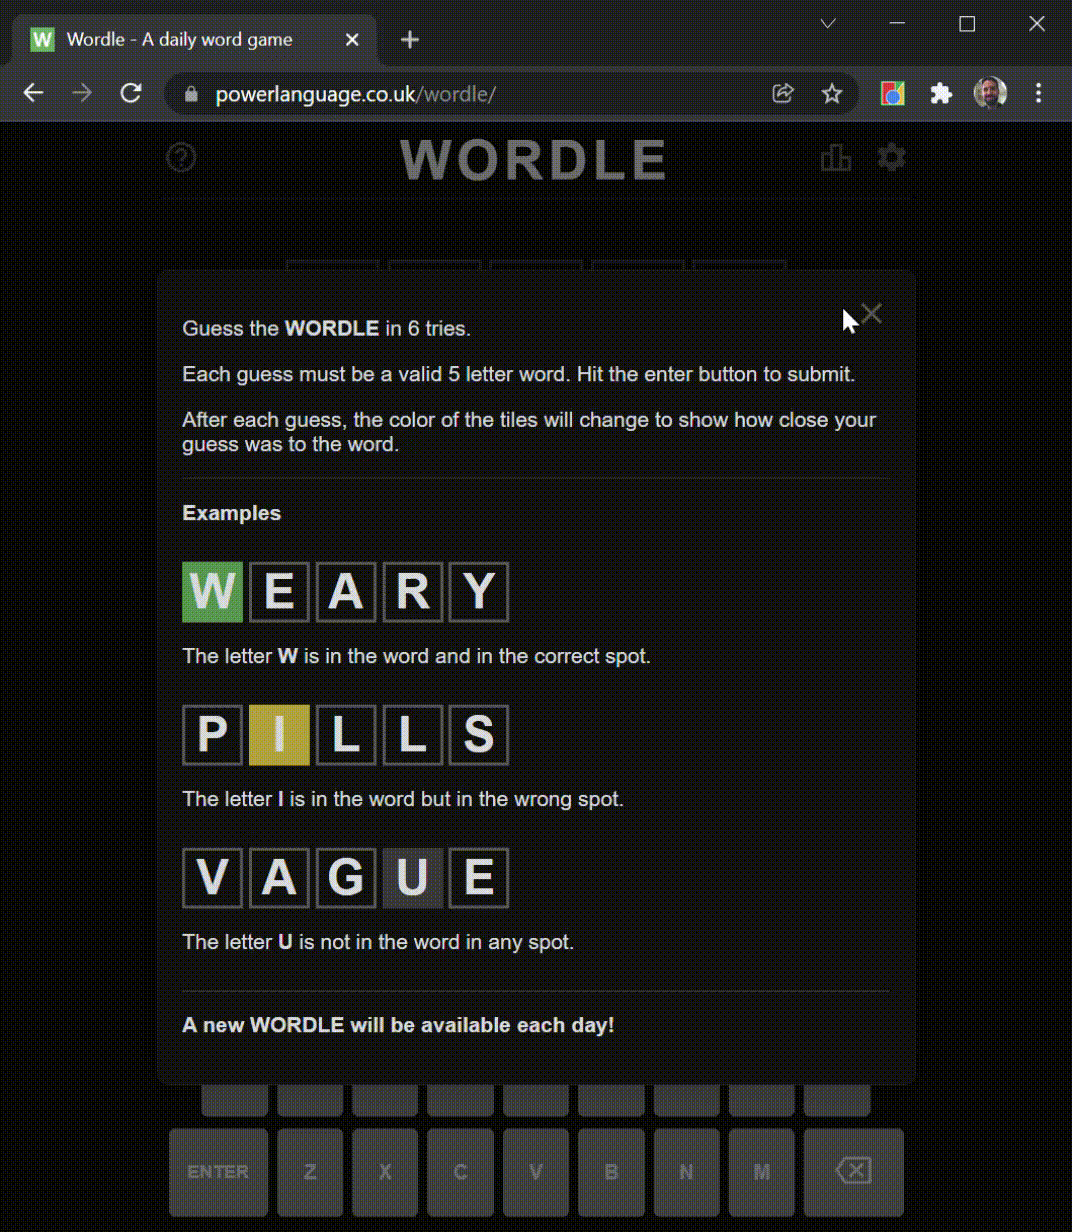 W Wordle - A daily word game
powerlanguage.co.uk/wordle/
WORDLE
Guess the WORDLE in 6 tries.
Each guess must be a valid 5 letter word. Hit the enter button to submit.
After each guess, the color of the tiles will change to show how close your
guess was to the word.
Examples
W E A R Y
The letter W is in the word and in the correct spot.
P I L L S
The letter I is in the word but in the wrong spot.
V A G U E
The letter U is not in the word in any spot.
A new WORDLE will be available each day!
ENTER Z X C V B N M